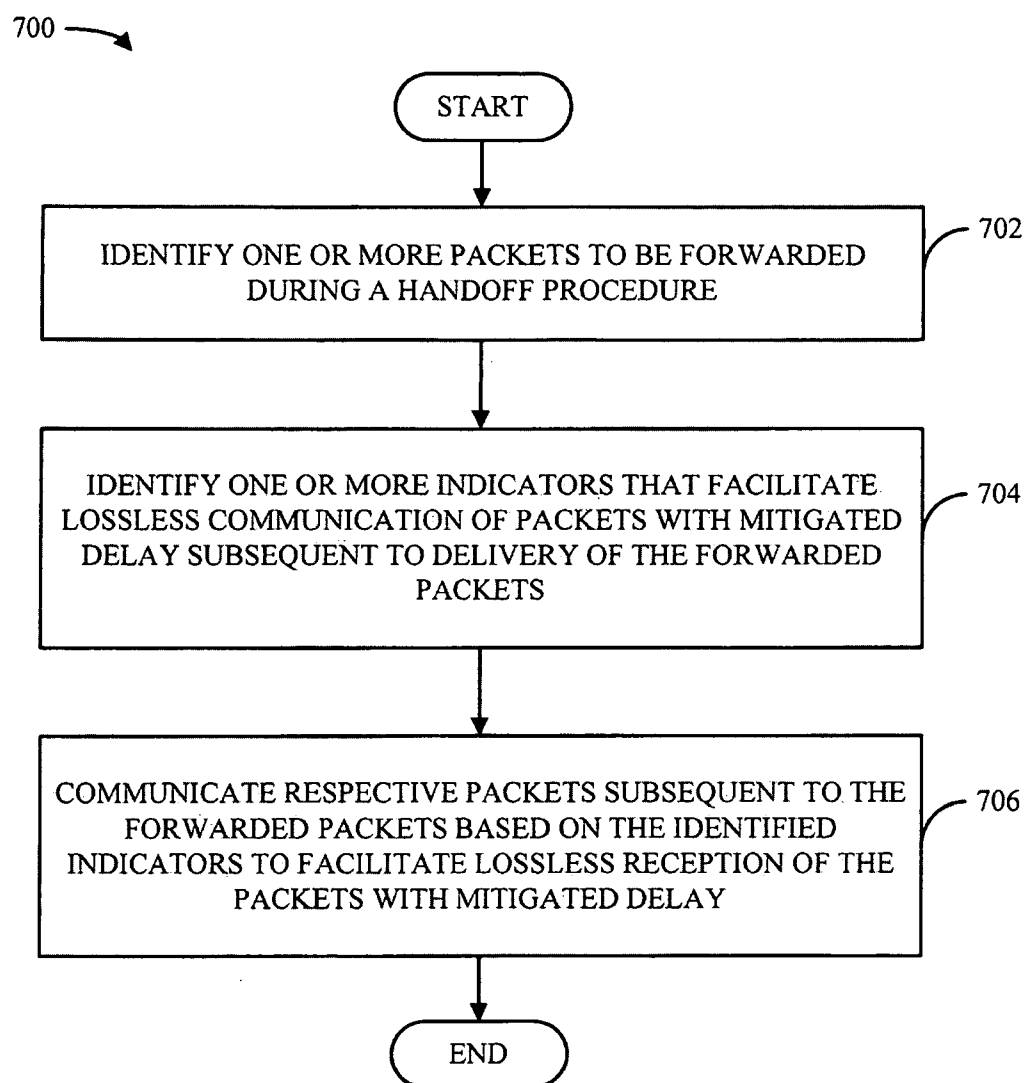 700
START
IDENTIFY ONE OR MORE PACKETS TO BE FORWARDED
DURING A HANDOFF PROCEDURE
702
IDENTIFY ONE OR MORE INDICATORS THAT FACILITATE
LOSSLESS COMMUNICATION OF PACKETS WITH MITIGATED
DELAY SUBSEQUENT TO DELIVERY OF THE FORWARDED
PACKETS
704
COMMUNICATE RESPECTIVE PACKETS SUBSEQUENT TO THE
FORWARDED PACKETS BASED ON THE IDENTIFIED
INDICATORS TO FACILITATE LOSSLESS RECEPTION OF THE
PACKETS WITH MITIGATED DELAY
706
END